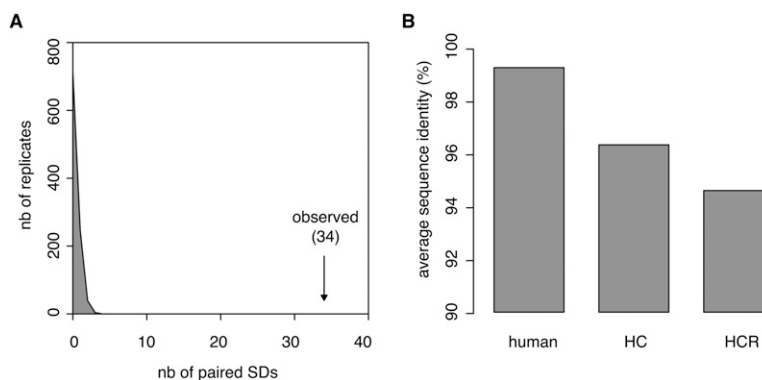 A
nb of replicates
800
600
400
200
0
observed
(34)
0 10 20 30 40
nb of paired SDs
B
average sequence identity (%)
100
98
96
94
92
90
human HC HCR